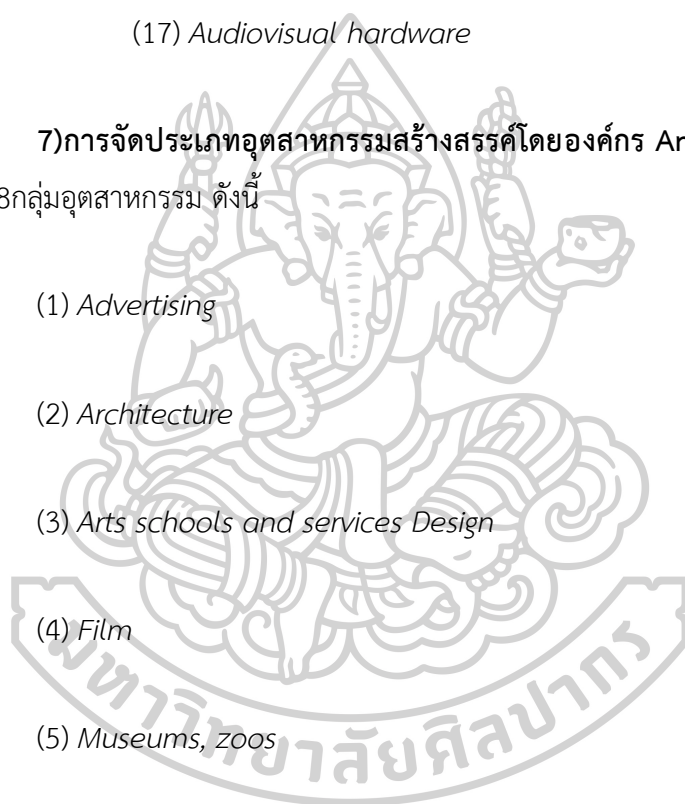 (17) Audiovisual hardware
7)การจัดประเภทอุตสาหกรรมสร้างสรรค์โดยองค์กร
8กลุ่มอุตสาหกรรม ดังนี้
(1) Advertising
(2) Architecture
(3) Arts schools and services Design
(4) Film
(5) Museums, zoos
มหาวิทยาลัยศิลปากร